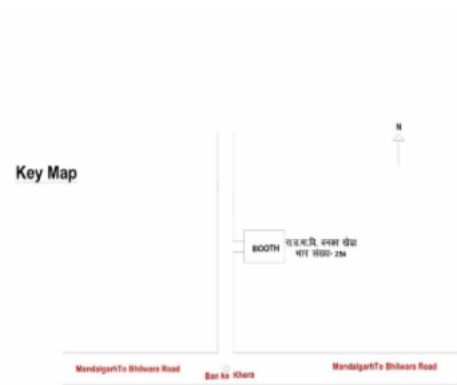 N
Key Map
BOOTH
रा.उ.मा.वि. बनका खेड़ा
भाग संख्या- 256
MandalgarhTo Bhilwara Road
Ban ka Khera
MandalgarhTo Bhilwara Road